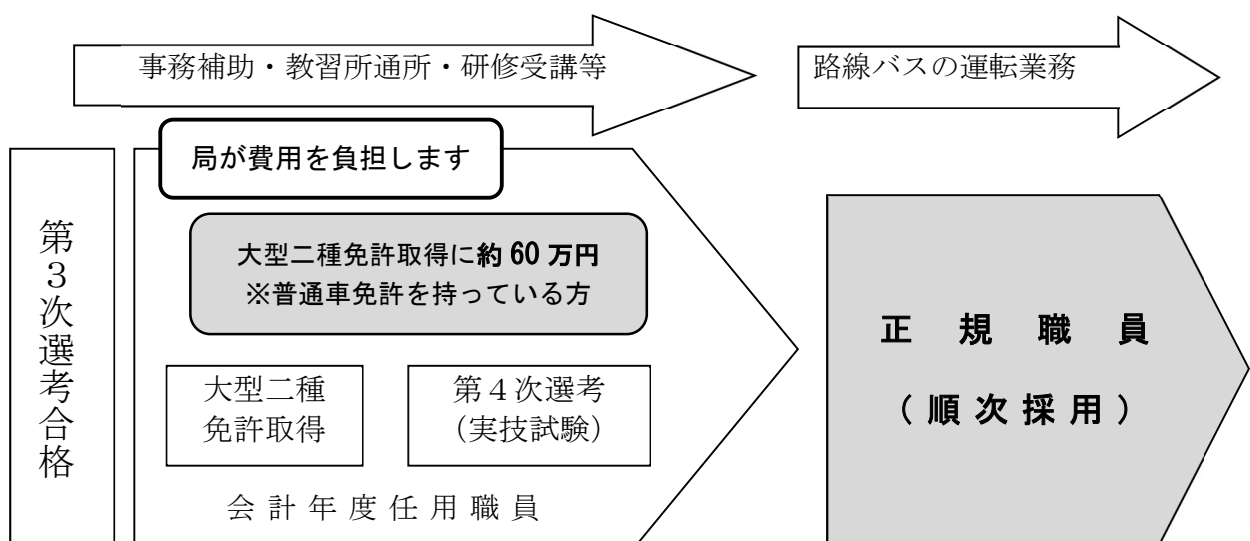 事務補助・教習所通所・研修受講等
路線バスの運転業務
第３次選考合格
局が費用を負担します
大型二種免許取得に約 60 万円
※普通車免許を持っている方
大型二種
免許取得
第４次選考
（実技試験）
会計年度任用職員
正規職員
（順次採用）